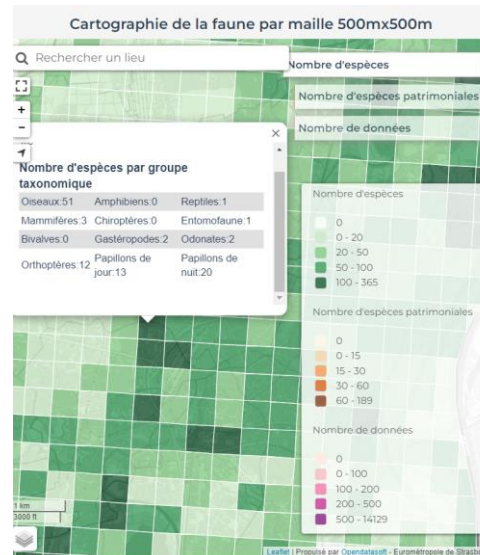 Cartographie de la faune par maille 500mx500m
Rechercher un lieu
Nombre d'espèces
Nombre d'espèces patrimoniales
Nombre de données
+
-
×
Nombre d'espèces par groupe
taxonomique
Oiseaux:51 Amphibiens:0 Reptiles:1
Mammifères:3 Chiroptères:0 Entomofaune:1
Bivalves:0 Gastéropodes:2 Odonates:2
Orthoptères:12 Papillons de jour:13 Papillons de nuit:20
Nombre d'espèces
0
0 - 20
20 - 50
50 - 100
100 - 365
Nombre d'espèces patrimoniales
0
0 - 15
15 - 30
30 - 60
60 - 189
Nombre de données
0
0 - 100
100 - 200
200 - 500
500 - 14129
1 km
3000 ft
Leaflet | Propulsé par Opendatasoft - Eurométropole de Strasb